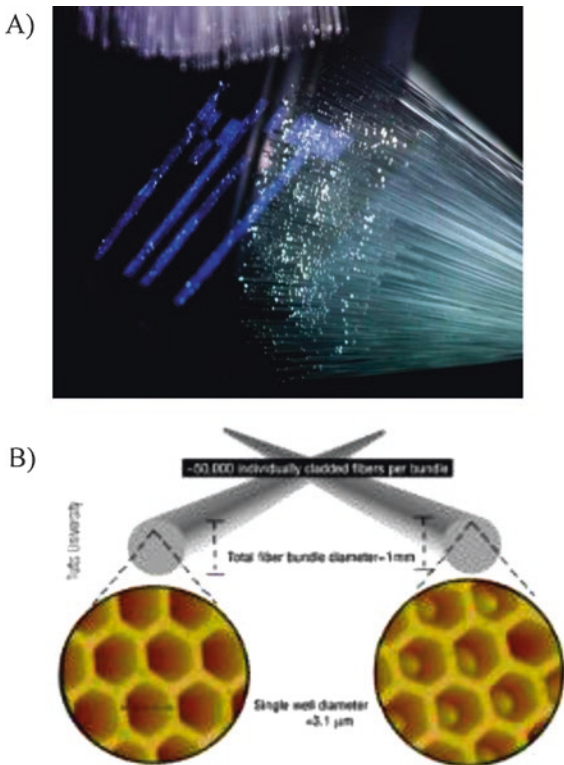 A)
B)
~50,000 individually cladded fibers per bundle
Tufts University
Total fiber bundle diameter=1mm
Single well diameter
=3.1 μm